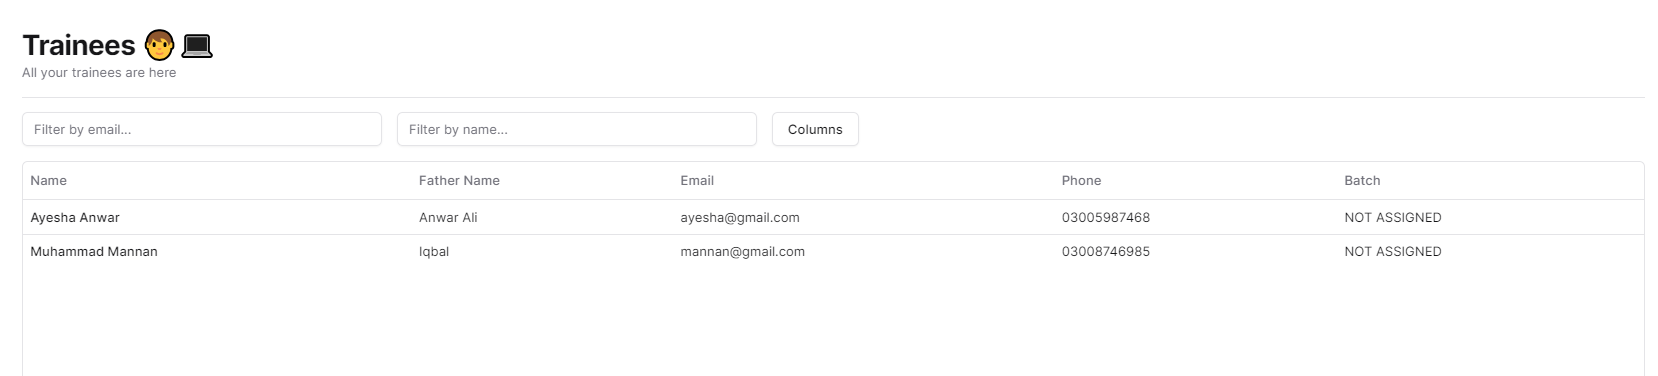 Trainees
All your trainees are here
Filter by email... Filter by name... Columns
Name Father Name Email Phone Batch
Ayesha Anwar Anwar Ali ayesha@gmail.com 03005987468 NOT ASSIGNED
Muhammad Mannan Iqbal mannan@gmail.com 03008746985 NOT ASSIGNED